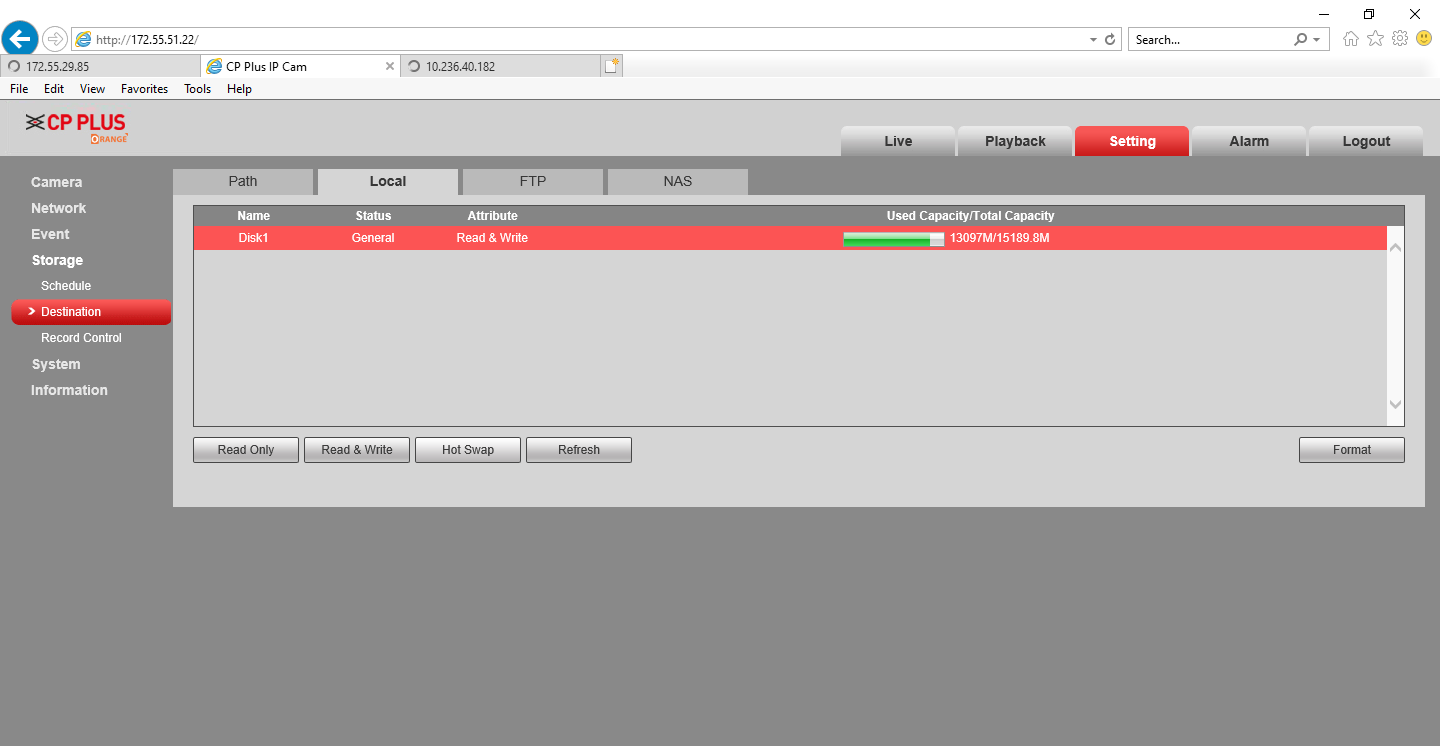 http://172.55.51.22/
Search...
172.55.29.85
CP Plus IP Cam
10.236.40.182
File Edit View Favorites Tools Help
CP PLUS
ORANGE
Live Playback Setting Alarm Logout
Camera
Network
Event
Storage
Schedule
Destination
Record Control
System
Information
Path Local FTP NAS
Name Status Attribute Used Capacity/Total Capacity
Disk1 General Read & Write 13097M/15189.8M
Read Only Read & Write Hot Swap Refresh Format